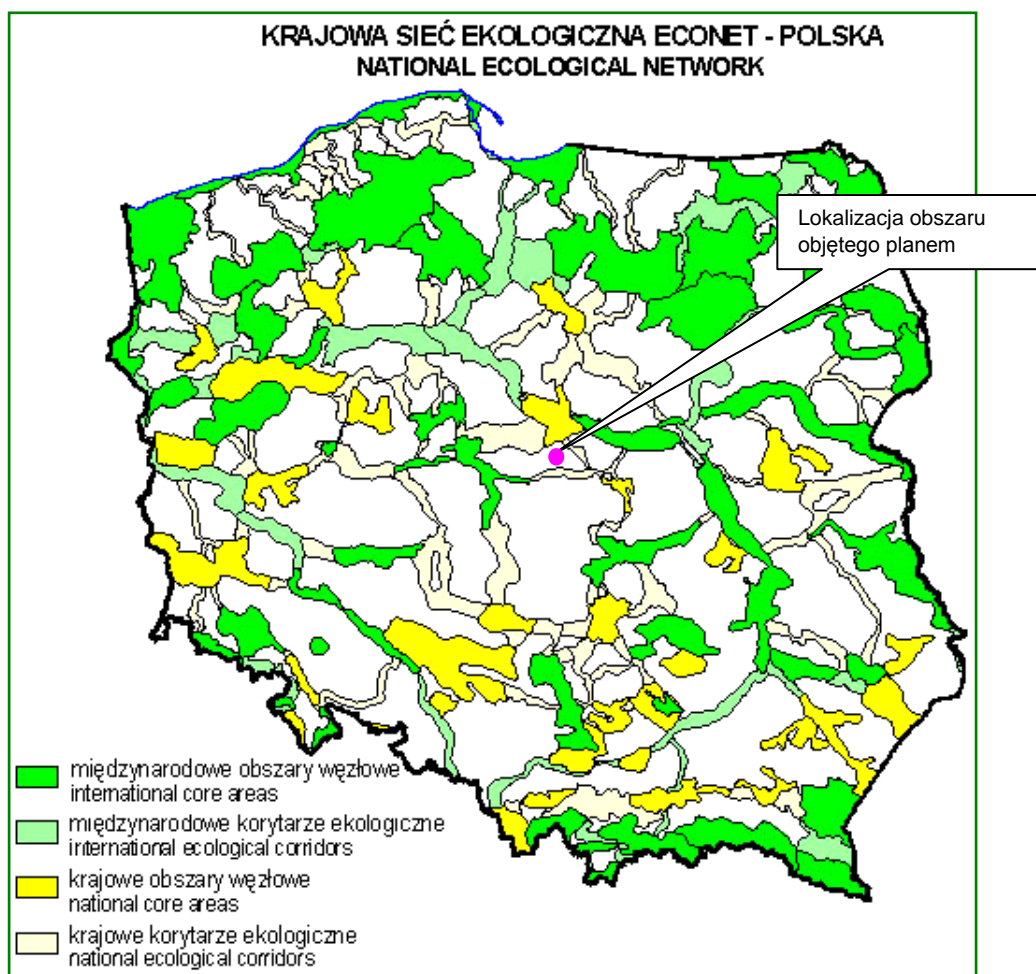 KRAJOWA SIEĆ EKOLOGICZNA ECONET - POLSKA
NATIONAL ECOLOGICAL NETWORK
Lokalizacja obszaru
objętego planem
międzynarodowe obszary węzłowe
international core areas
międzynarodowe korytarze ekologiczne
international ecological corridors
krajowe obszary węzłowe
national core areas
krajowe korytarze ekologiczne
national ecological corridors